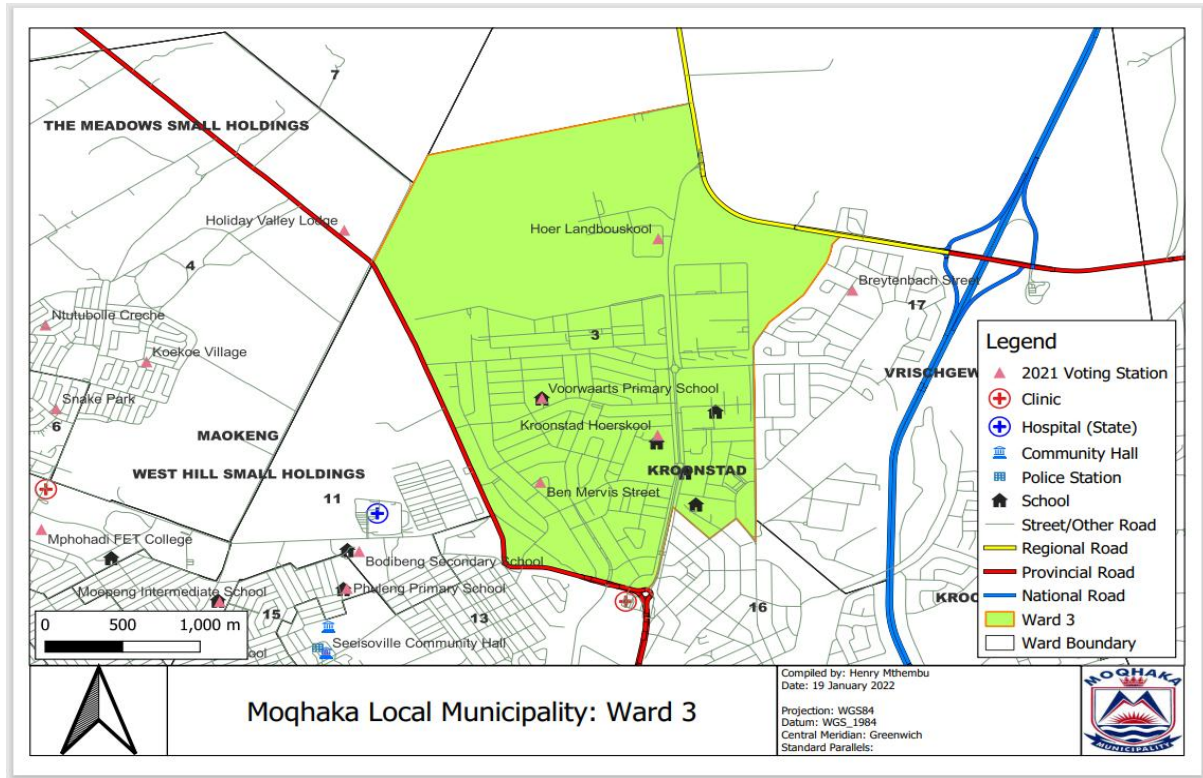 7
THE MEADOWS SMALL HOLDINGS
Holiday Valley Lodge
Hoer Landbouskool
4
Breytenbach Street
17
Ntutubolle Creche
3
Koekoe Village
VRISCHGEW
Voorwaarts Primary School
Snake Park
6
Kroonstad Hoerskool
MAOKENG
WEST HILL SMALL HOLDINGS
KROONSTAD
11
Ben Mervis Street
Mphohadi FET College
Bodibeng Secondary School
Moepeng Intermediate School
Phuleng Primary School
KROO
15
13
16
Seeisoville Community Hall
ool
0 500 1,000 m
Legend
2021 Voting Station
Clinic
Hospital (State)
Community Hall
Police Station
School
Street/Other Road
Regional Road
Provincial Road
National Road
Ward 3
Ward Boundary
Moqhaka Local Municipality: Ward 3
Compiled by: Henry Mthembu
Date: 19 January 2022
Projection: WGS84
Datum: WGS_1984
Central Meridian: Greenwich
Standard Parallels:
MOQHAKA
MUNICIPALITY